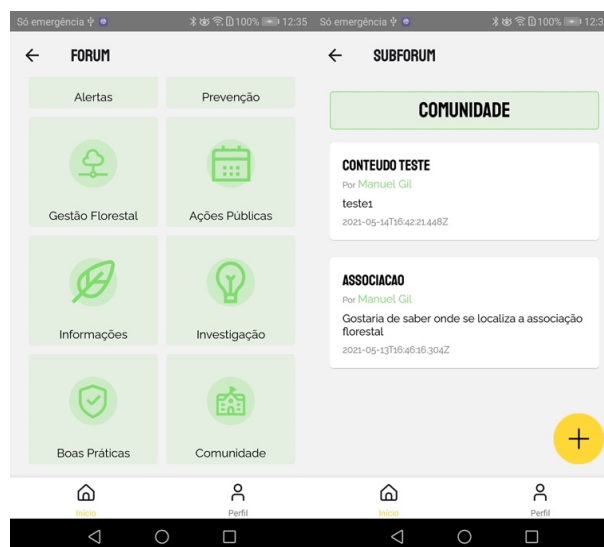 Só emergência 100% 12:35
FORUM
Alertas Prevenção
Gestão Florestal Ações Públicas
Informações Investigação
Boas Práticas Comunidade
Início Perfil
Só emergência 100% 12:3
SUBFORUM
COMUNIDADE
CONTEUDO TESTE
Por Manuel Gil
teste1
2021-05-14T16:42:21.448Z
ASSOCIACAO
Por Manuel Gil
Gostaria de saber onde se localiza a associação
florestal
2021-05-13T16:46:16.304Z
Início Perfil